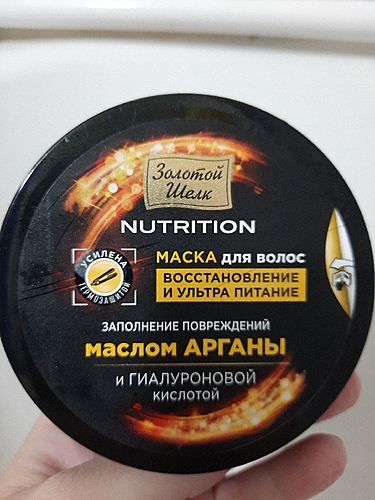 Золотой
Шелк
NUTRITION
УСИЛЕНА
ТЕРМОЗАЩИТОЙ
МАСКА для волос
ВОССТАНОВЛЕНИЕ
И УЛЬТРА ПИТАНИЕ
ЗАПОЛНЕНИЕ ПОВРЕЖДЕНИЙ
маслом АРГАНЫ
и ГИАЛУРОНОВОЙ
кислотой